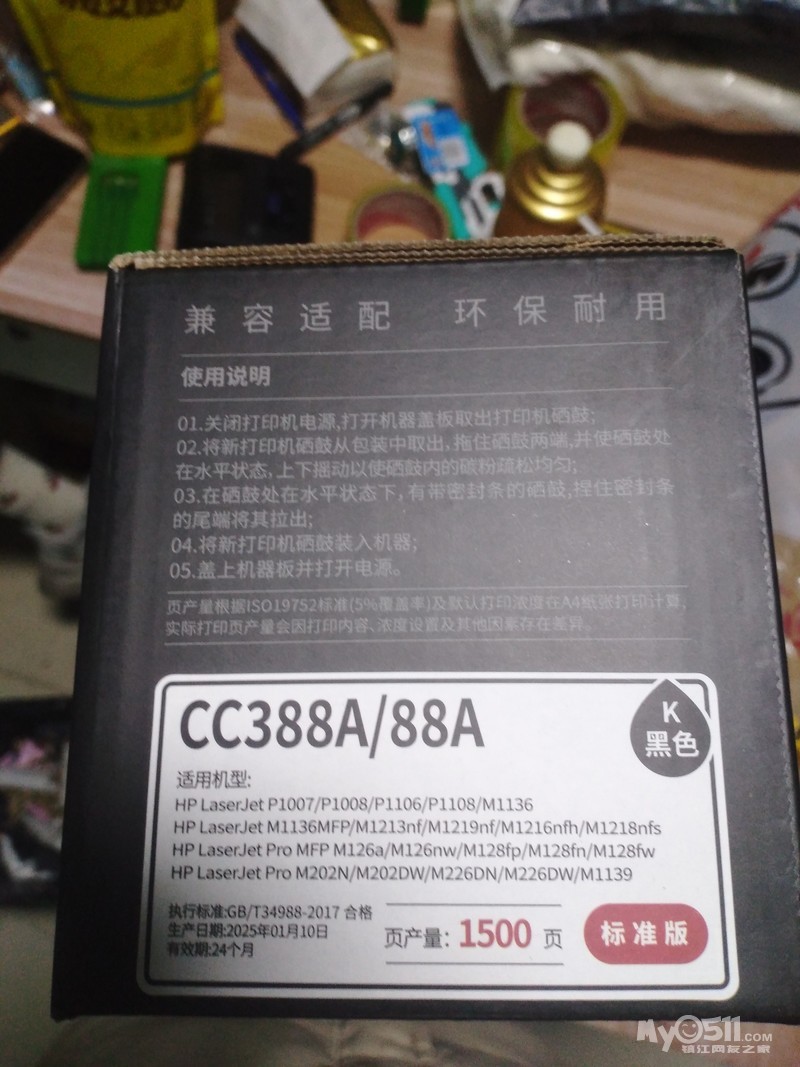 兼容适配 环保耐用
使用说明
01.关闭打印机电源,打开机器盖板取出打印机硒鼓;
02.将新打印机硒鼓从包装中取出,拖住硒鼓两端,并使硒鼓处
在水平状态,上下摇动以使硒鼓内的碳粉疏松均匀;
03.在硒鼓处在水平状态下,有带密封条的硒鼓,捏住密封条
的尾端将其拉出;
04.将新打印机硒鼓装入机器;
05.盖上机器板并打开电源。
页产量根据ISO19752标准(5%覆盖率)及默认打印浓度在A4纸张打印计算,
实际打印页产量会因打印内容、浓度设置及其他因素存在差异。
CC388A/88A
K
黑色
适用机型:
HP LaserJet P1007/P1008/P1106/P1108/M1136
HP LaserJet M1136MFP/M1213nf/M1219nf/M1216nfh/M1218nfs
HP LaserJet Pro MFP M126a/M126nw/M128fp/M128fn/M128fw
HP LaserJet Pro M202N/M202DW/M226DN/M226DW/M1139
执行标准:GB/T34988-2017 合格
生产日期:2025年01月10日
有效期:24个月
页产量: 1500 页
标准版
My0511.COM
镇江网友之家